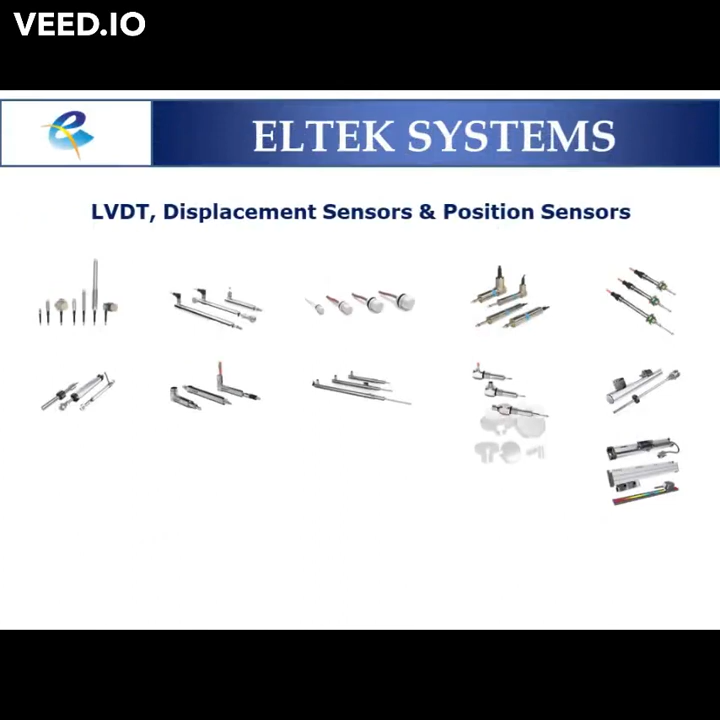 VEED.IO
ELTEK SYSTEMS
LVDT, Displacement Sensors & Position Sensors